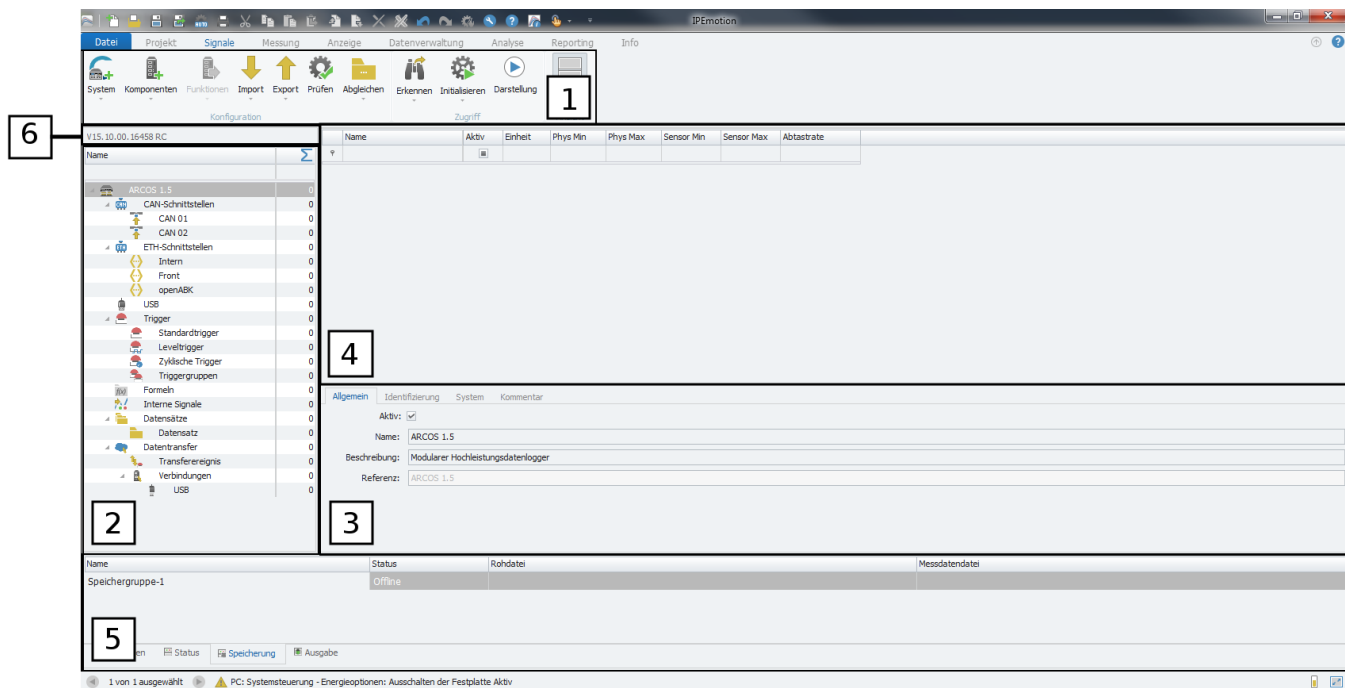 AUTO IPEmotion
Datei Projekt Signale Messung Anzeige Datenverwaltung Analyse Reporting Info
System Komponenten Funktionen Import Export Prüfen Abgleichen Erkennen Initialisieren Darstellung
1
Konfiguration Zugriff
6
V15.10.00.16458 RC
Name Σ
Name Aktiv Einheit Phys Min Phys Max Sensor Min Sensor Max Abtastrate
ARCOS 1.5 0
CAN-Schnittstellen 0
CAN 01 0
CAN 02 0
ETH-Schnittstellen 0
Intern 0
Front 0
openABK 0
USB 0
Trigger 0
Standardtrigger 0
Leveltrigger 0
Zyklische Trigger 0
Triggergruppen 0
f(x) Formeln 0
Interne Signale 0
Datensätze 0
Datensatz 0
Datentransfer 0
Transferereignis 0
Verbindungen 0
USB 0
2
4
Allgemein Identifizierung System Kommentar
Aktiv:
Name: ARCOS 1.5
Beschreibung: Modularer Hochleistungsdatenlogger
Referenz: ARCOS 1.5
3
Name Status Rohdatei Messdatendatei
Speichergruppe-1 Offline
5
en Status Speicherung Ausgabe
1 von 1 ausgewählt PC: Systemsteuerung - Energieoptionen: Ausschalten der Festplatte Aktiv